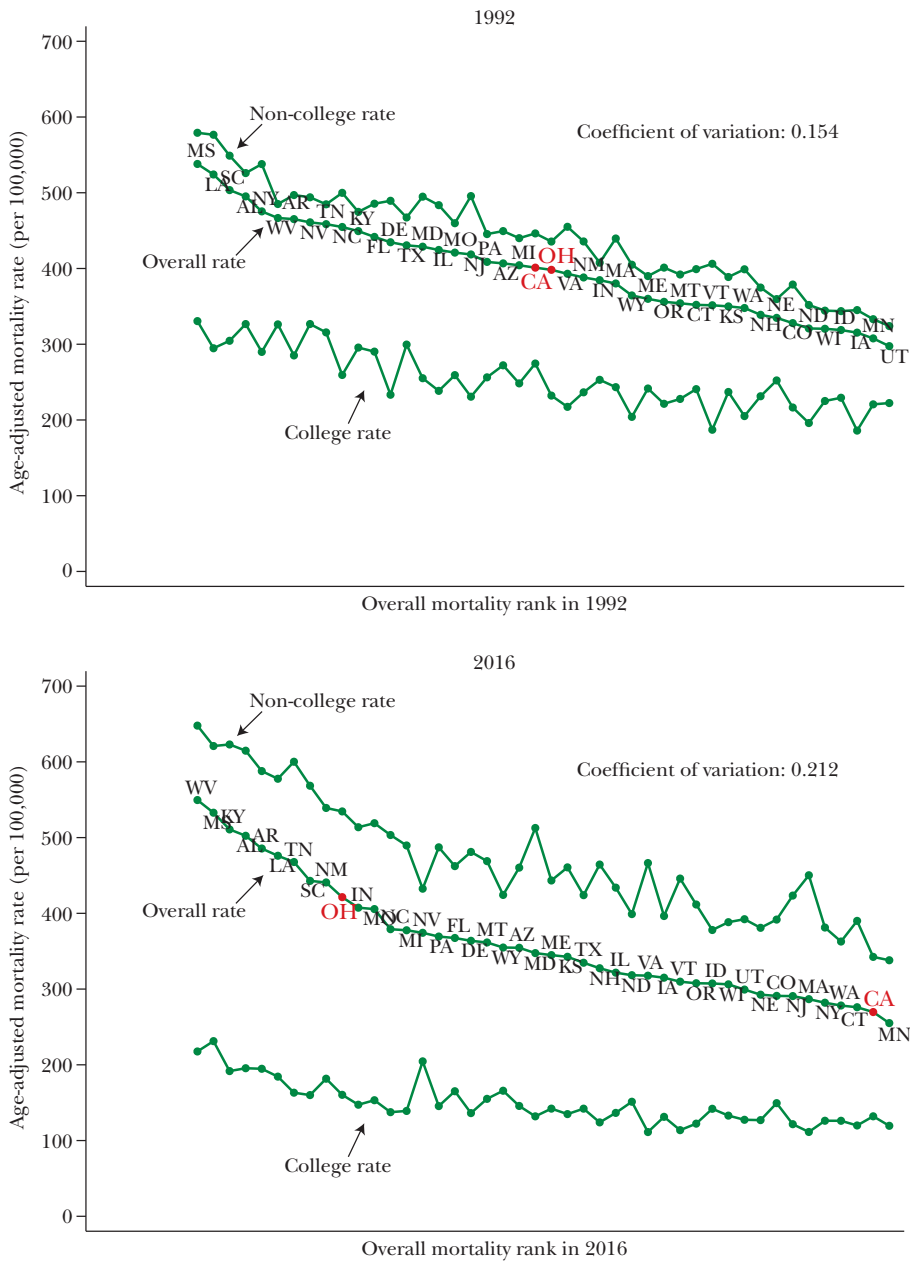 1992
700
600
500
400
300
200
100
0
Age-adjusted mortality rate (per 100,000)
Non-college rate
Coefficient of variation: 0.154
Overall rate
College rate
MS
LA
SC
AL
NY
WV
AR
NV
TN
NC
KY
FL
DE
TX
MD
IL
MO
NJ
PA
AZ
MI
CA
OH
VA
NM
IN
MA
WY
ME
OR
MT
CT
VT
KS
WA
NH
NE
CO
ND
WI
ID
IA
MN
UT
Overall mortality rank in 1992
2016
700
600
500
400
300
200
100
0
Age-adjusted mortality rate (per 100,000)
Non-college rate
Coefficient of variation: 0.212
Overall rate
College rate
WV
MS
KY
AL
AR
LA
TN
SC
NM
OH
IN
MO
NC
MI
NV
PA
FL
DE
MT
WY
AZ
MD
ME
KS
TX
NH
IL
ND
VA
IA
VT
OR
ID
WI
UT
NE
CO
NJ
MA
NY
WA
CT
CA
MN
Overall mortality rank in 2016